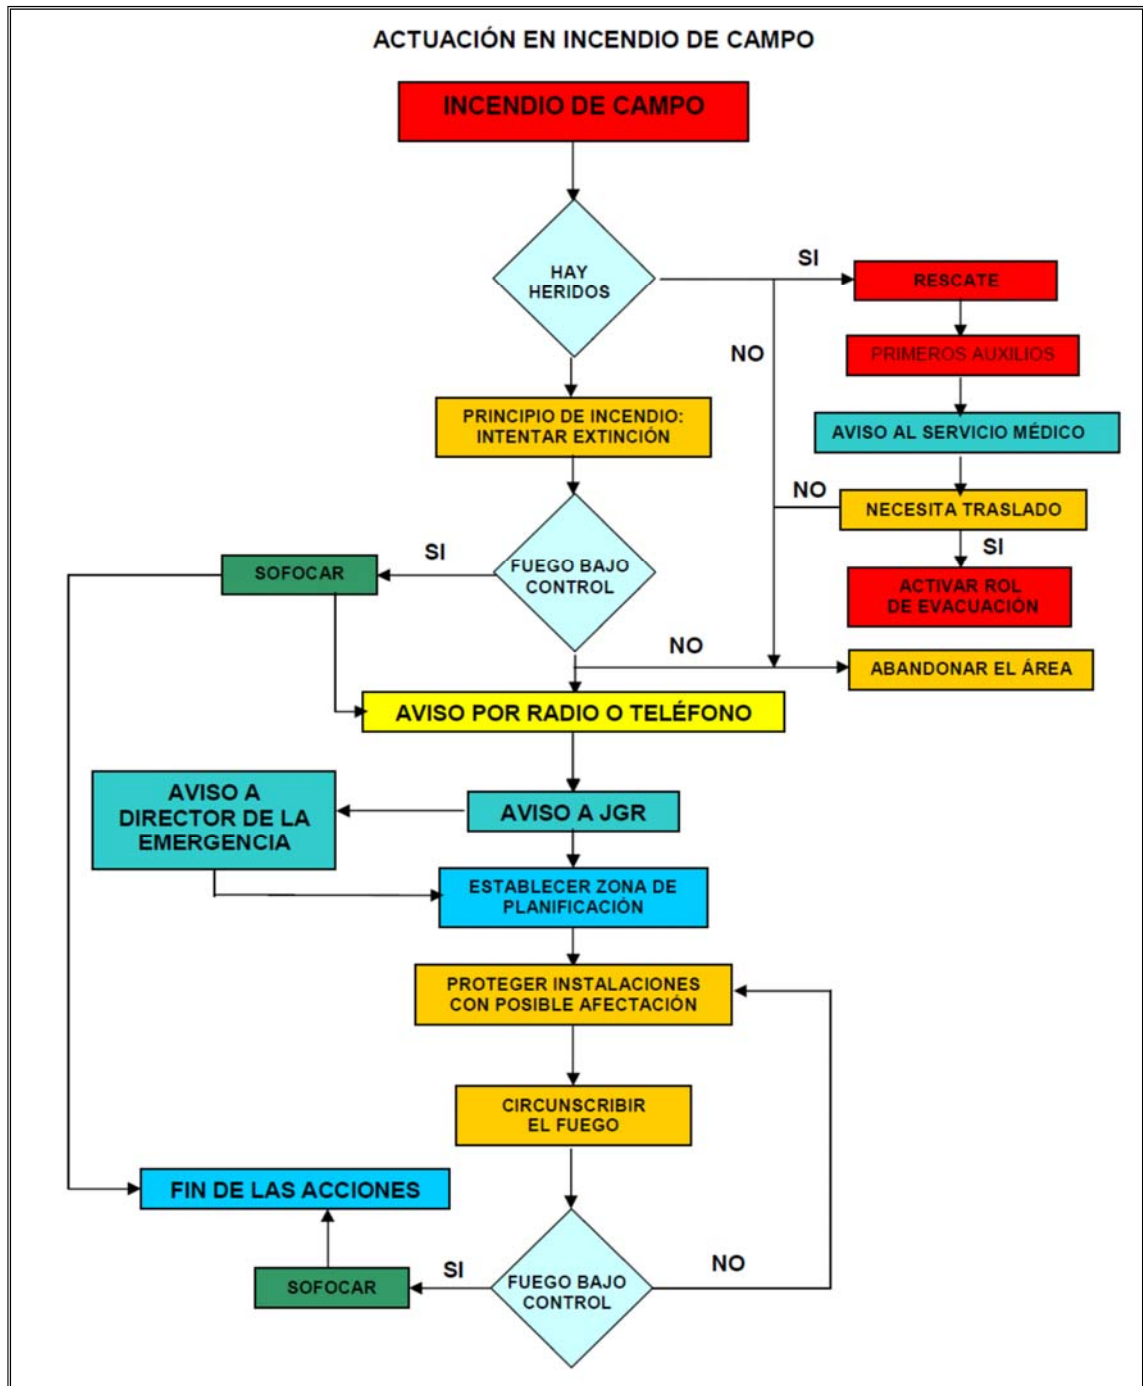 ACTUACIÓN EN INCENDIO DE CAMPO
INCENDIO DE CAMPO
HAY
HERIDOS
SI
RESCATE
NO
PRIMEROS AUXILIOS
PRINCIPIO DE INCENDIO:
INTENTAR EXTINCIÓN
AVISO AL SERVICIO MÉDICO
NO
NECESITA TRASLADO
SI
ACTIVAR ROL
DE EVACUACIÓN
FUEGO BAJO
CONTROL
SI
SOFOCAR
NO
ABANDONAR EL ÁREA
AVISO POR RADIO O TELÉFONO
AVISO A
DIRECTOR DE LA
EMERGENCIA
AVISO A JGR
ESTABLECER ZONA DE
PLANIFICACIÓN
PROTEGER INSTALACIONES
CON POSIBLE AFECTACIÓN
CIRCUNSCRIBIR
EL FUEGO
FIN DE LAS ACCIONES
FUEGO BAJO
CONTROL
SI
NO
SOFOCAR